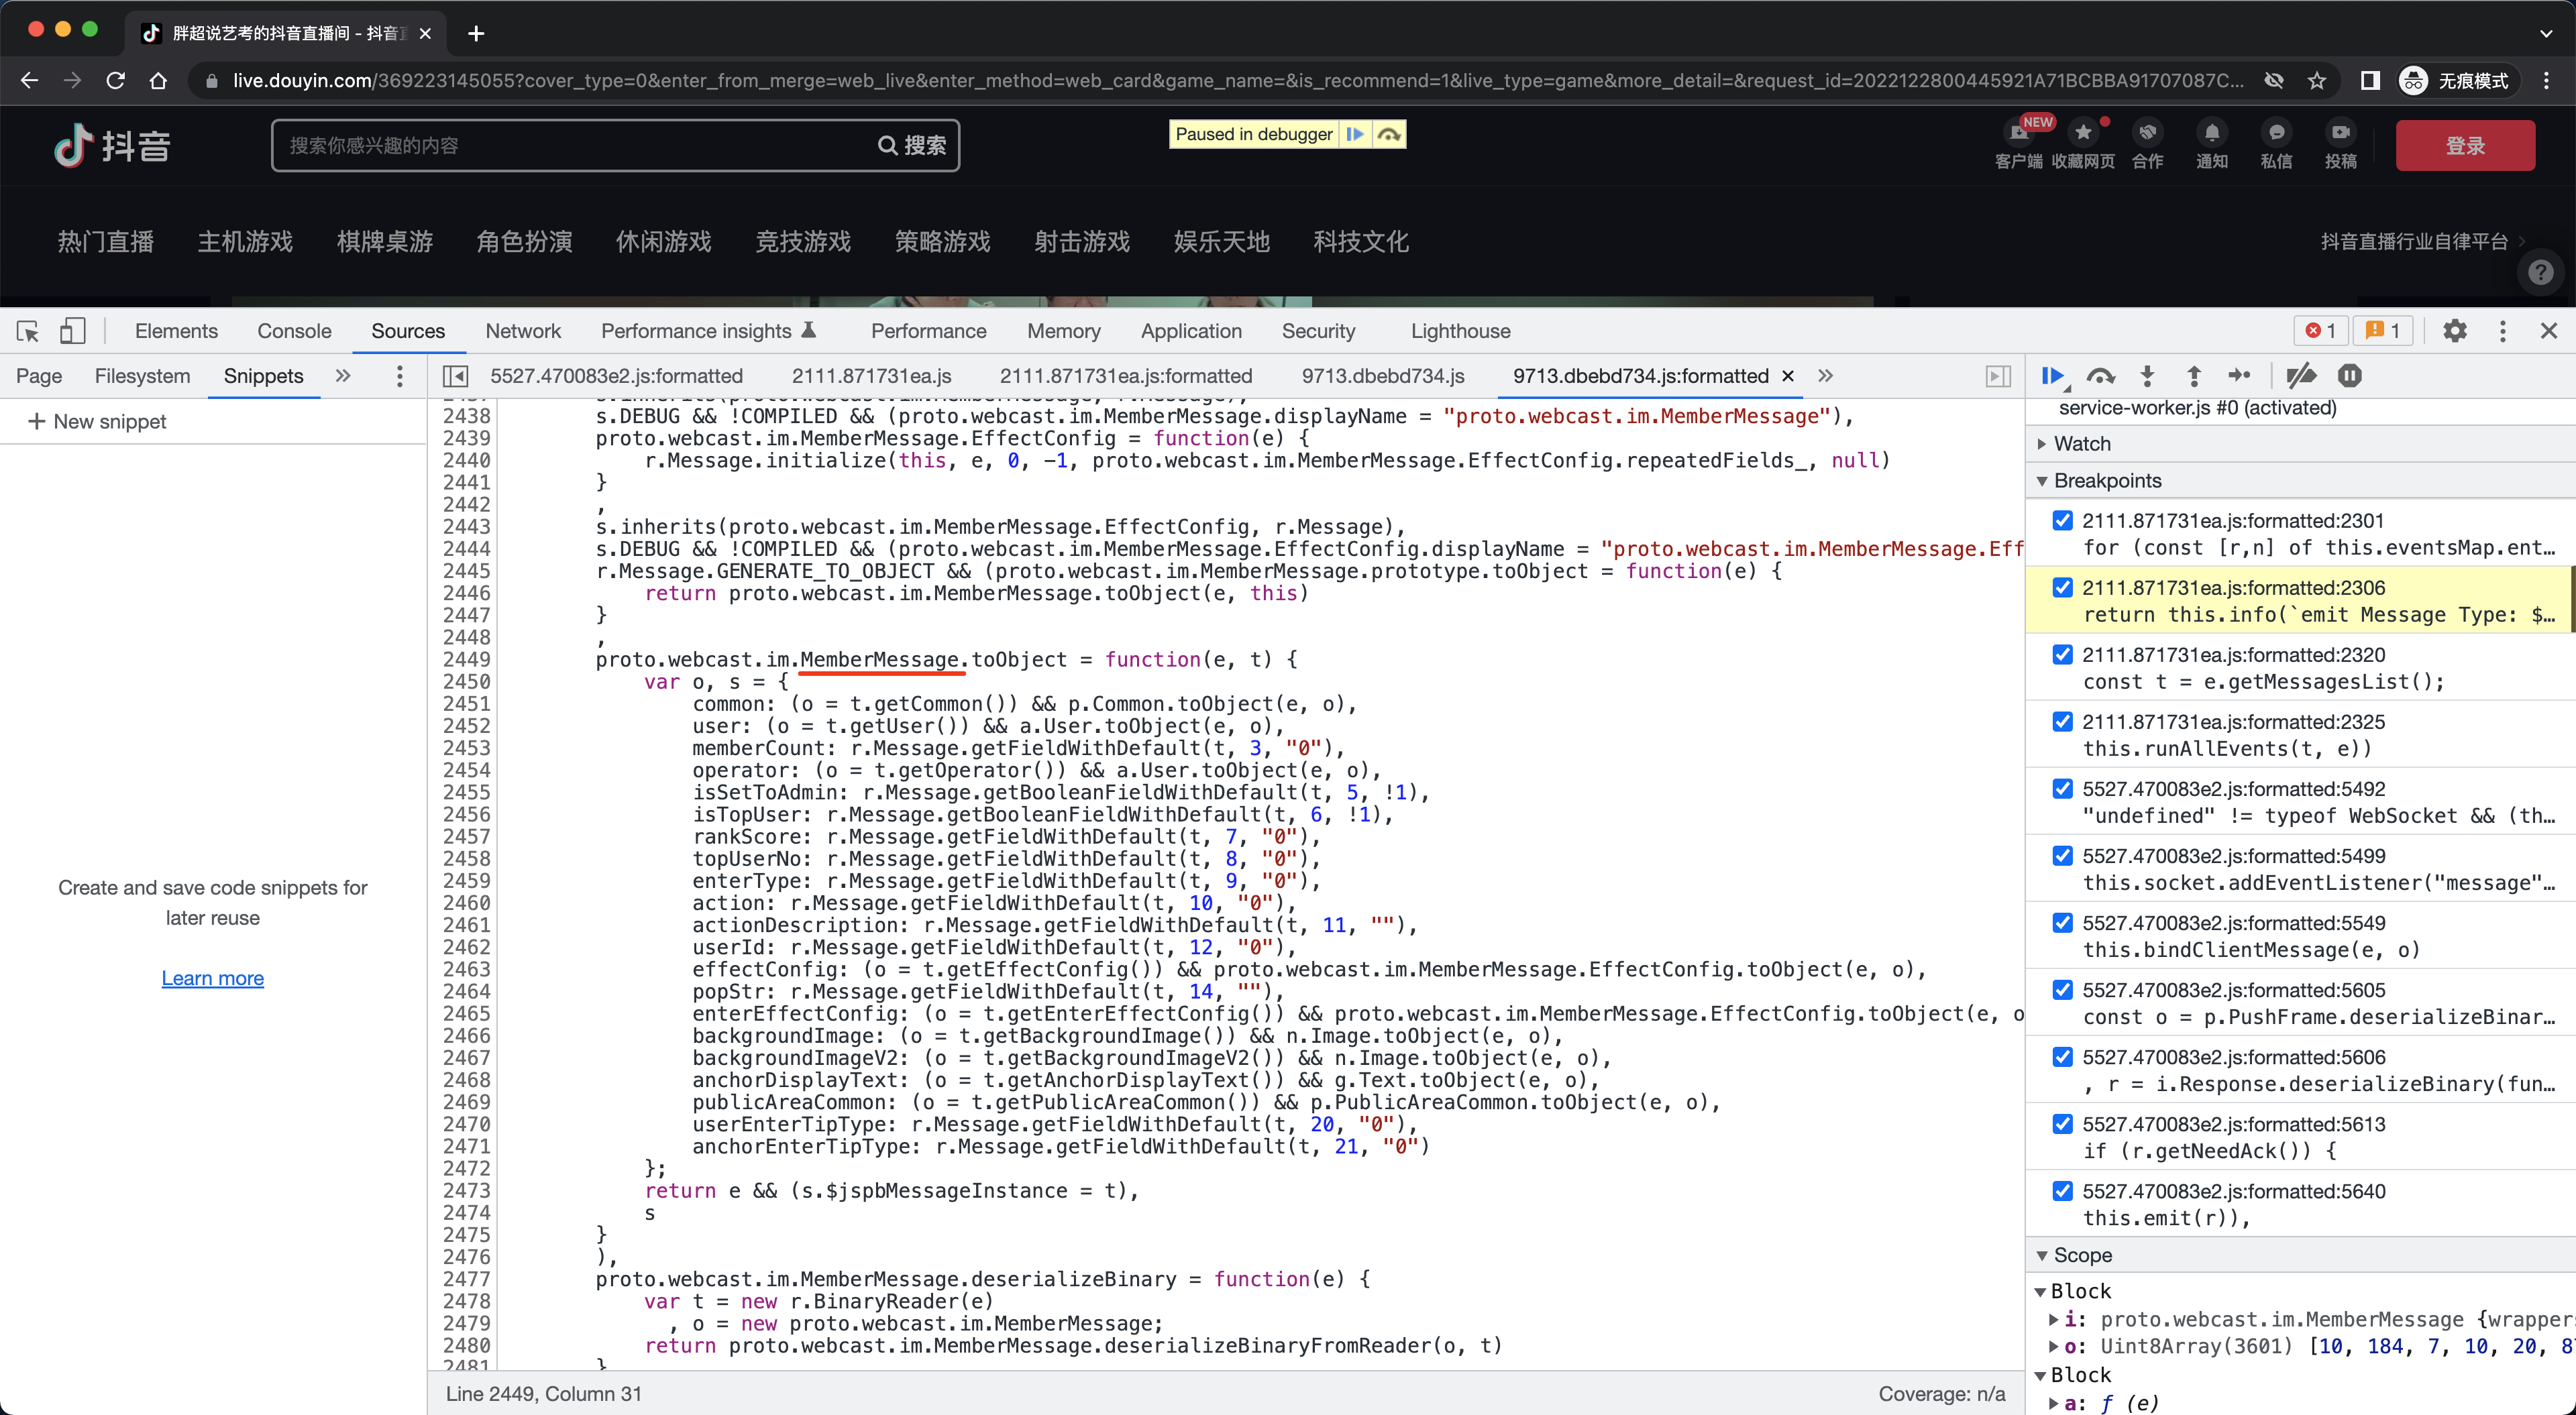 胖超说艺考的抖音直播间 - 抖音
live.douyin.com/369223145055?cover_type=0&enter_from_merge=web_live&enter_method=web_card&game_name=&is_recommend=1&live_type=game&more_detail=&request_id=2022122800445921A71BCBBA91707087C...
无痕模式
抖音
搜索你感兴趣的内容
搜索
Paused in debugger
NEW
客户端 收藏网页 合作 通知 私信 投稿
登录
热门直播 主机游戏 棋牌桌游 角色扮演 休闲游戏 竞技游戏 策略游戏 射击游戏 娱乐天地 科技文化
抖音直播行业自律平台
Elements Console Sources Network Performance insights Performance Memory Application Security Lighthouse
1 1
Page Filesystem Snippets
5527.470083e2.js:formatted 2111.871731ea.js 2111.871731ea.js:formatted 9713.dbebd734.js 9713.dbebd734.js:formatted
+ New snippet
Create and save code snippets for
later reuse
Learn more
2438 s.DEBUG && !COMPILED && (proto.webcast.im.MemberMessage.displayName = "proto.webcast.im.MemberMessage"),
2439 proto.webcast.im.MemberMessage.EffectConfig = function(e) {
2440 r.Message.initialize(this, e, 0, -1, proto.webcast.im.MemberMessage.EffectConfig.repeatedFields_, null)
2441 }
2442 ,
2443 s.inherits(proto.webcast.im.MemberMessage.EffectConfig, r.Message),
2444 s.DEBUG && !COMPILED && (proto.webcast.im.MemberMessage.EffectConfig.displayName = "proto.webcast.im.MemberMessage.Eff
2445 r.Message.GENERATE_TO_OBJECT && (proto.webcast.im.MemberMessage.prototype.toObject = function(e) {
2446 return proto.webcast.im.MemberMessage.toObject(e, this)
2447 }
2448 ,
2449 proto.webcast.im.MemberMessage.toObject = function(e, t) {
2450 var o, s = {
2451 common: (o = t.getCommon()) && p.Common.toObject(e, o),
2452 user: (o = t.getUser()) && a.User.toObject(e, o),
2453 memberCount: r.Message.getFieldWithDefault(t, 3, "0"),
2454 operator: (o = t.getOperator()) && a.User.toObject(e, o),
2455 isSetToAdmin: r.Message.getBooleanFieldWithDefault(t, 5, !1),
2456 isTopUser: r.Message.getBooleanFieldWithDefault(t, 6, !1),
2457 rankScore: r.Message.getFieldWithDefault(t, 7, "0"),
2458 topUserNo: r.Message.getFieldWithDefault(t, 8, "0"),
2459 enterType: r.Message.getFieldWithDefault(t, 9, "0"),
2460 action: r.Message.getFieldWithDefault(t, 10, "0"),
2461 actionDescription: r.Message.getFieldWithDefault(t, 11, ""),
2462 userId: r.Message.getFieldWithDefault(t, 12, "0"),
2463 effectConfig: (o = t.getEffectConfig()) && proto.webcast.im.MemberMessage.EffectConfig.toObject(e, o),
2464 popStr: r.Message.getFieldWithDefault(t, 14, ""),
2465 enterEffectConfig: (o = t.getEnterEffectConfig()) && proto.webcast.im.MemberMessage.EffectConfig.toObject(e, o
2466 backgroundImage: (o = t.getBackgroundImage()) && n.Image.toObject(e, o),
2467 backgroundImageV2: (o = t.getBackgroundImageV2()) && n.Image.toObject(e, o),
2468 anchorDisplayText: (o = t.getAnchorDisplayText()) && g.Text.toObject(e, o),
2469 publicAreaCommon: (o = t.getPublicAreaCommon()) && p.PublicAreaCommon.toObject(e, o),
2470 userEnterTipType: r.Message.getFieldWithDefault(t, 20, "0"),
2471 anchorEnterTipType: r.Message.getFieldWithDefault(t, 21, "0")
2472 };
2473 return e && (s.$jspbMessageInstance = t),
2474 s
2475 }
2476 ),
2477 proto.webcast.im.MemberMessage.deserializeBinary = function(e) {
2478 var t = new r.BinaryReader(e)
2479 , o = new proto.webcast.im.MemberMessage;
2480 return proto.webcast.im.MemberMessage.deserializeBinaryFromReader(o, t)
2481 }
Line 2449, Column 31
Coverage: n/a
service-worker.js #0 (activated)
Watch
Breakpoints
2111.871731ea.js:formatted:2301
for (const [r,n] of this.eventsMap.ent…
2111.871731ea.js:formatted:2306
return this.info(`emit Message Type: $…
2111.871731ea.js:formatted:2320
const t = e.getMessagesList();
2111.871731ea.js:formatted:2325
this.runAllEvents(t, e))
5527.470083e2.js:formatted:5492
"undefined" != typeof WebSocket && (th…
5527.470083e2.js:formatted:5499
this.socket.addEventListener("message"…
5527.470083e2.js:formatted:5549
this.bindClientMessage(e, o)
5527.470083e2.js:formatted:5605
const o = p.PushFrame.deserializeBinar…
5527.470083e2.js:formatted:5606
, r = i.Response.deserializeBinary(fun…
5527.470083e2.js:formatted:5613
if (r.getNeedAck()) {
5527.470083e2.js:formatted:5640
this.emit(r)),
Scope
Block
i: proto.webcast.im.MemberMessage {wrapper
o: Uint8Array(3601) [10, 184, 7, 10, 20, 8
Block
a: f (e)